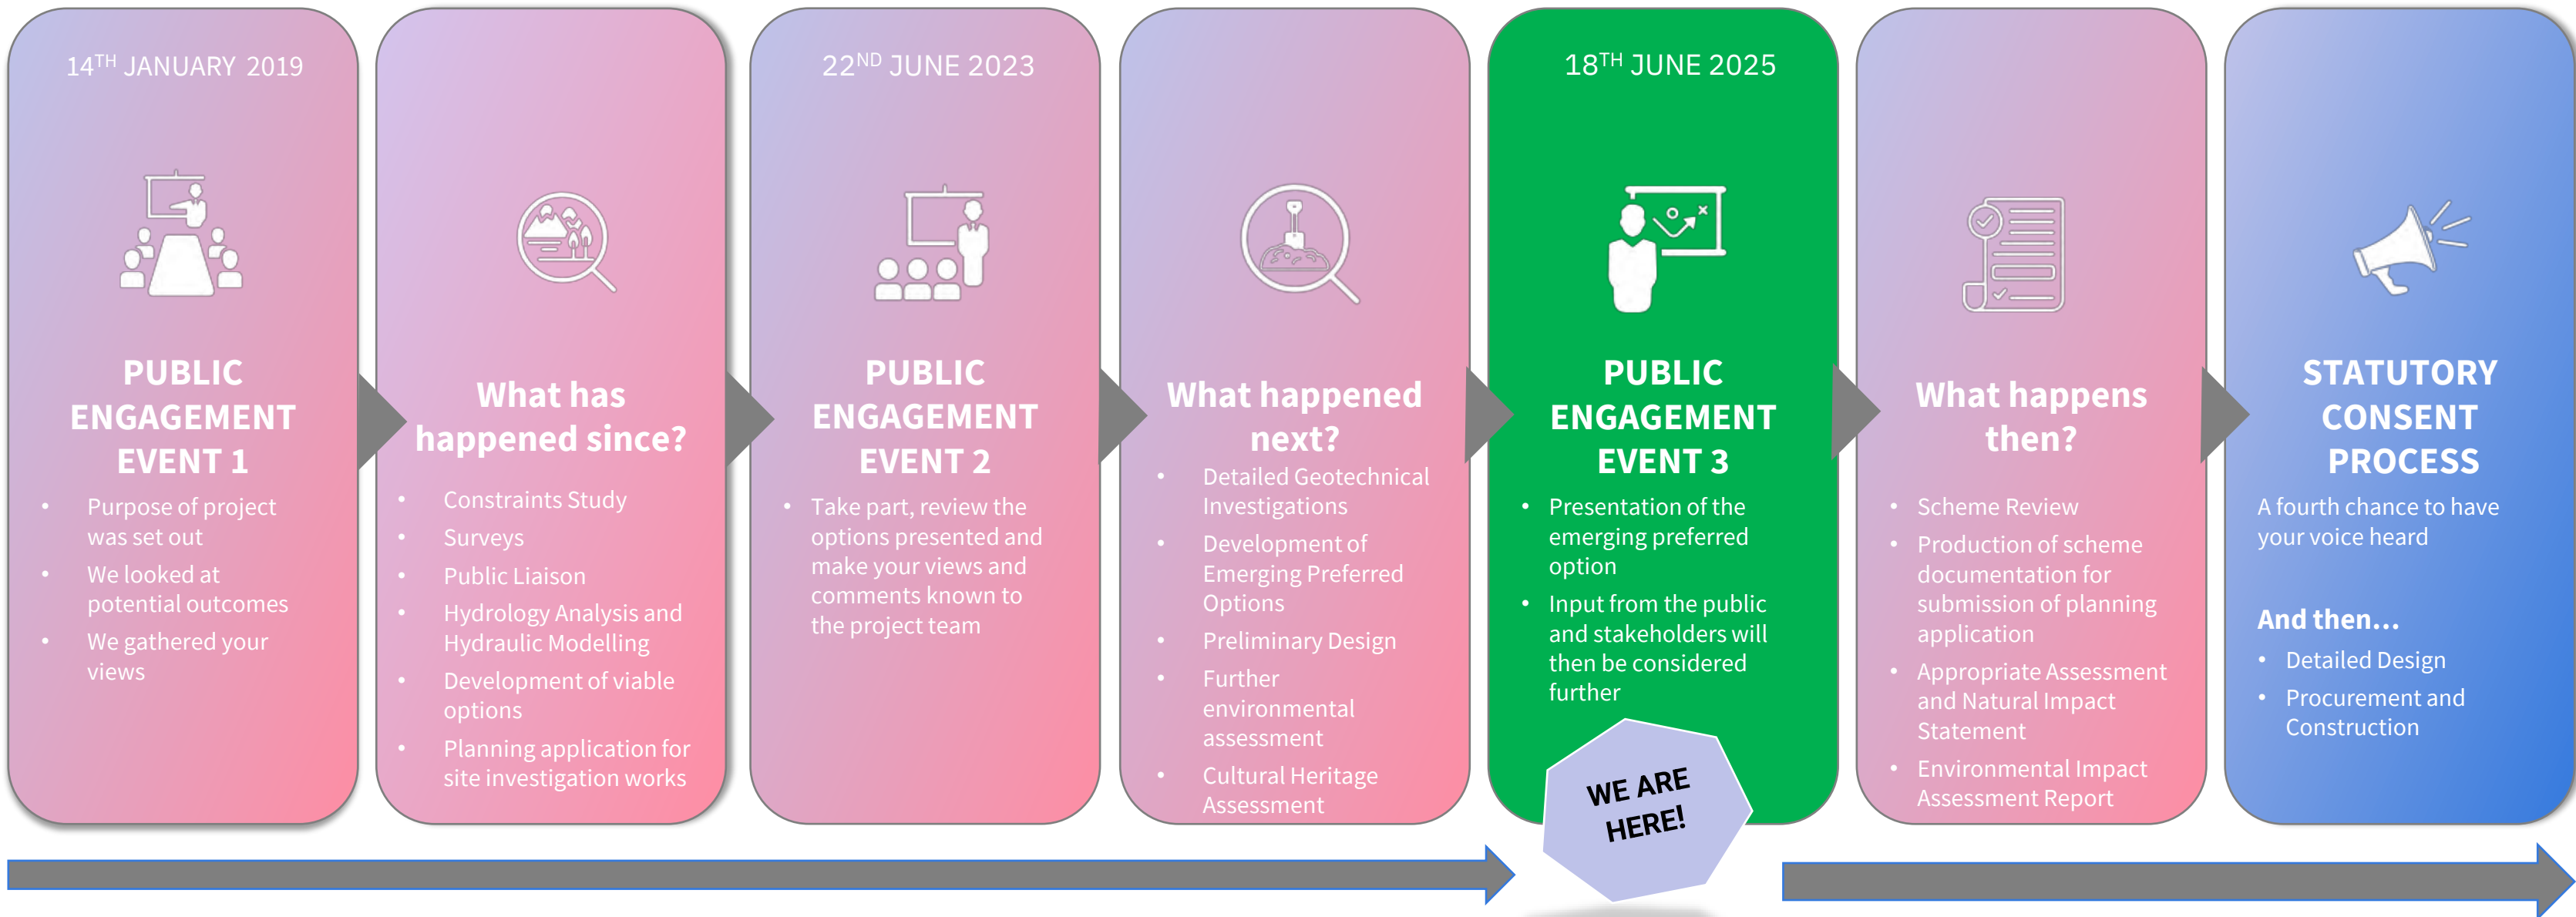 14TH JANUARY 2019
PUBLIC
ENGAGEMENT
EVENT 1
• Purpose of project
was set out
• We looked at
potential outcomes
• We gathered your
views
What has
happened since?
• Constraints Study
• Surveys
• Public Liaison
• Hydrology Analysis and
Hydraulic Modelling
• Development of viable
options
• Planning application for
site investigation works
22ND JUNE 2023
PUBLIC
ENGAGEMENT
EVENT 2
• Take part, review the
options presented and
make your views and
comments known to
the project team
What happened
next?
• Detailed Geotechnical
Investigations
• Development of
Emerging Preferred
Options
• Preliminary Design
• Further
environmental
assessment
• Cultural Heritage
Assessment
18TH JUNE 2025
PUBLIC
ENGAGEMENT
EVENT 3
• Presentation of the
emerging preferred
option
• Input from the public
and stakeholders will
then be considered
further
WE ARE
HERE!
What happens
then?
• Scheme Review
• Production of scheme
documentation for
submission of planning
application
• Appropriate Assessment
and Natural Impact
Statement
• Environmental Impact
Assessment Report
STATUTORY
CONSENT
PROCESS
A fourth chance to have
your voice heard
And then...
• Detailed Design
• Procurement and
Construction